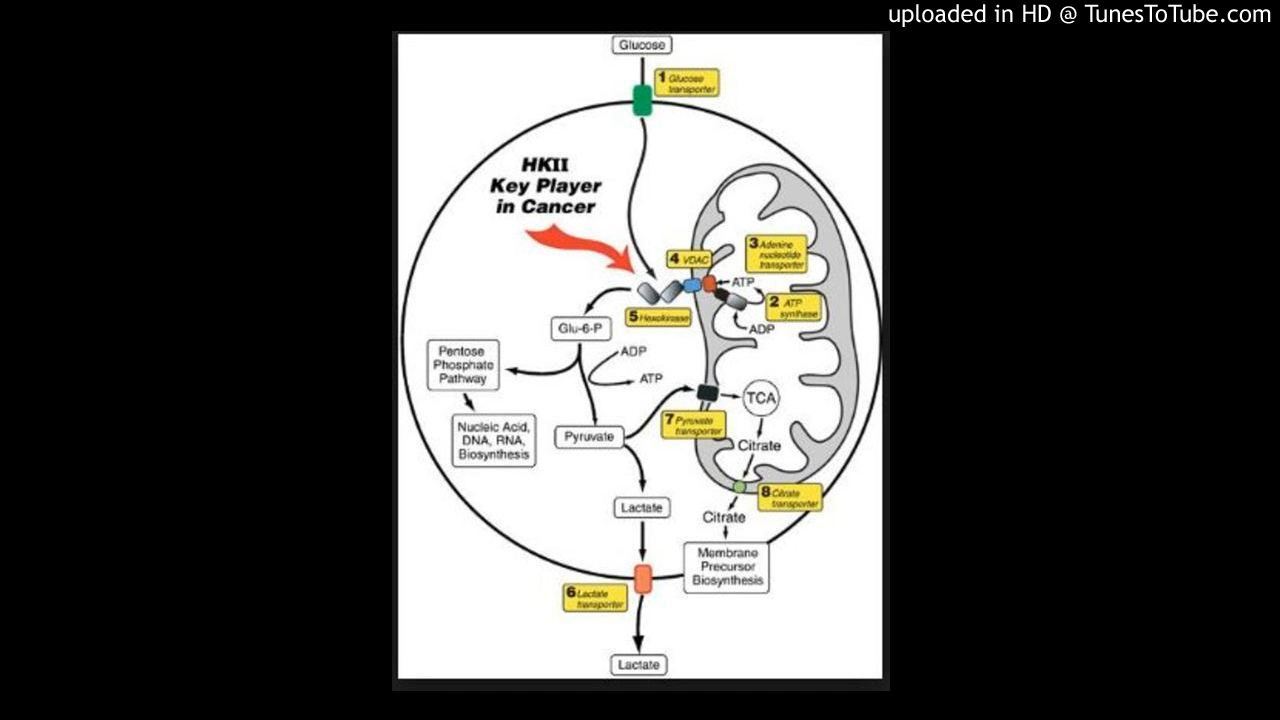 uploaded in HD @ TunesToTube.com
Glucose
1 Glucose
transporter
HKII
Key Player
in Cancer
3 Adenine
nucleotide
transporter
4 VDAC
ATP
2 ATP
synthase
5 Hexokinase
Glu-6-P
ADP
ADP
ATP
Pentose
Phosphate
Pathway
TCA
7 Pyruvate
transporter
Nucleic Acid,
DNA, RNA,
Biosynthesis
Pyruvate
Citrate
8 Citrate
transporter
Lactate
Citrate
Membrane
Precursor
Biosynthesis
6 Lactate
transporter
Lactate